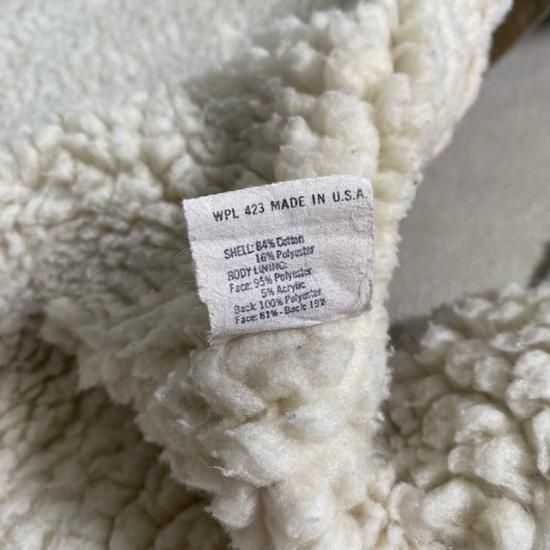 WPL 423 MADE IN U.S.A.
SHELL: 84% Cotton
16% Polyester
BODY LINING:
Face: 95% Polyester
5% Acrylic
Back: 100% Polyester
Face: 81% - Back: 19%